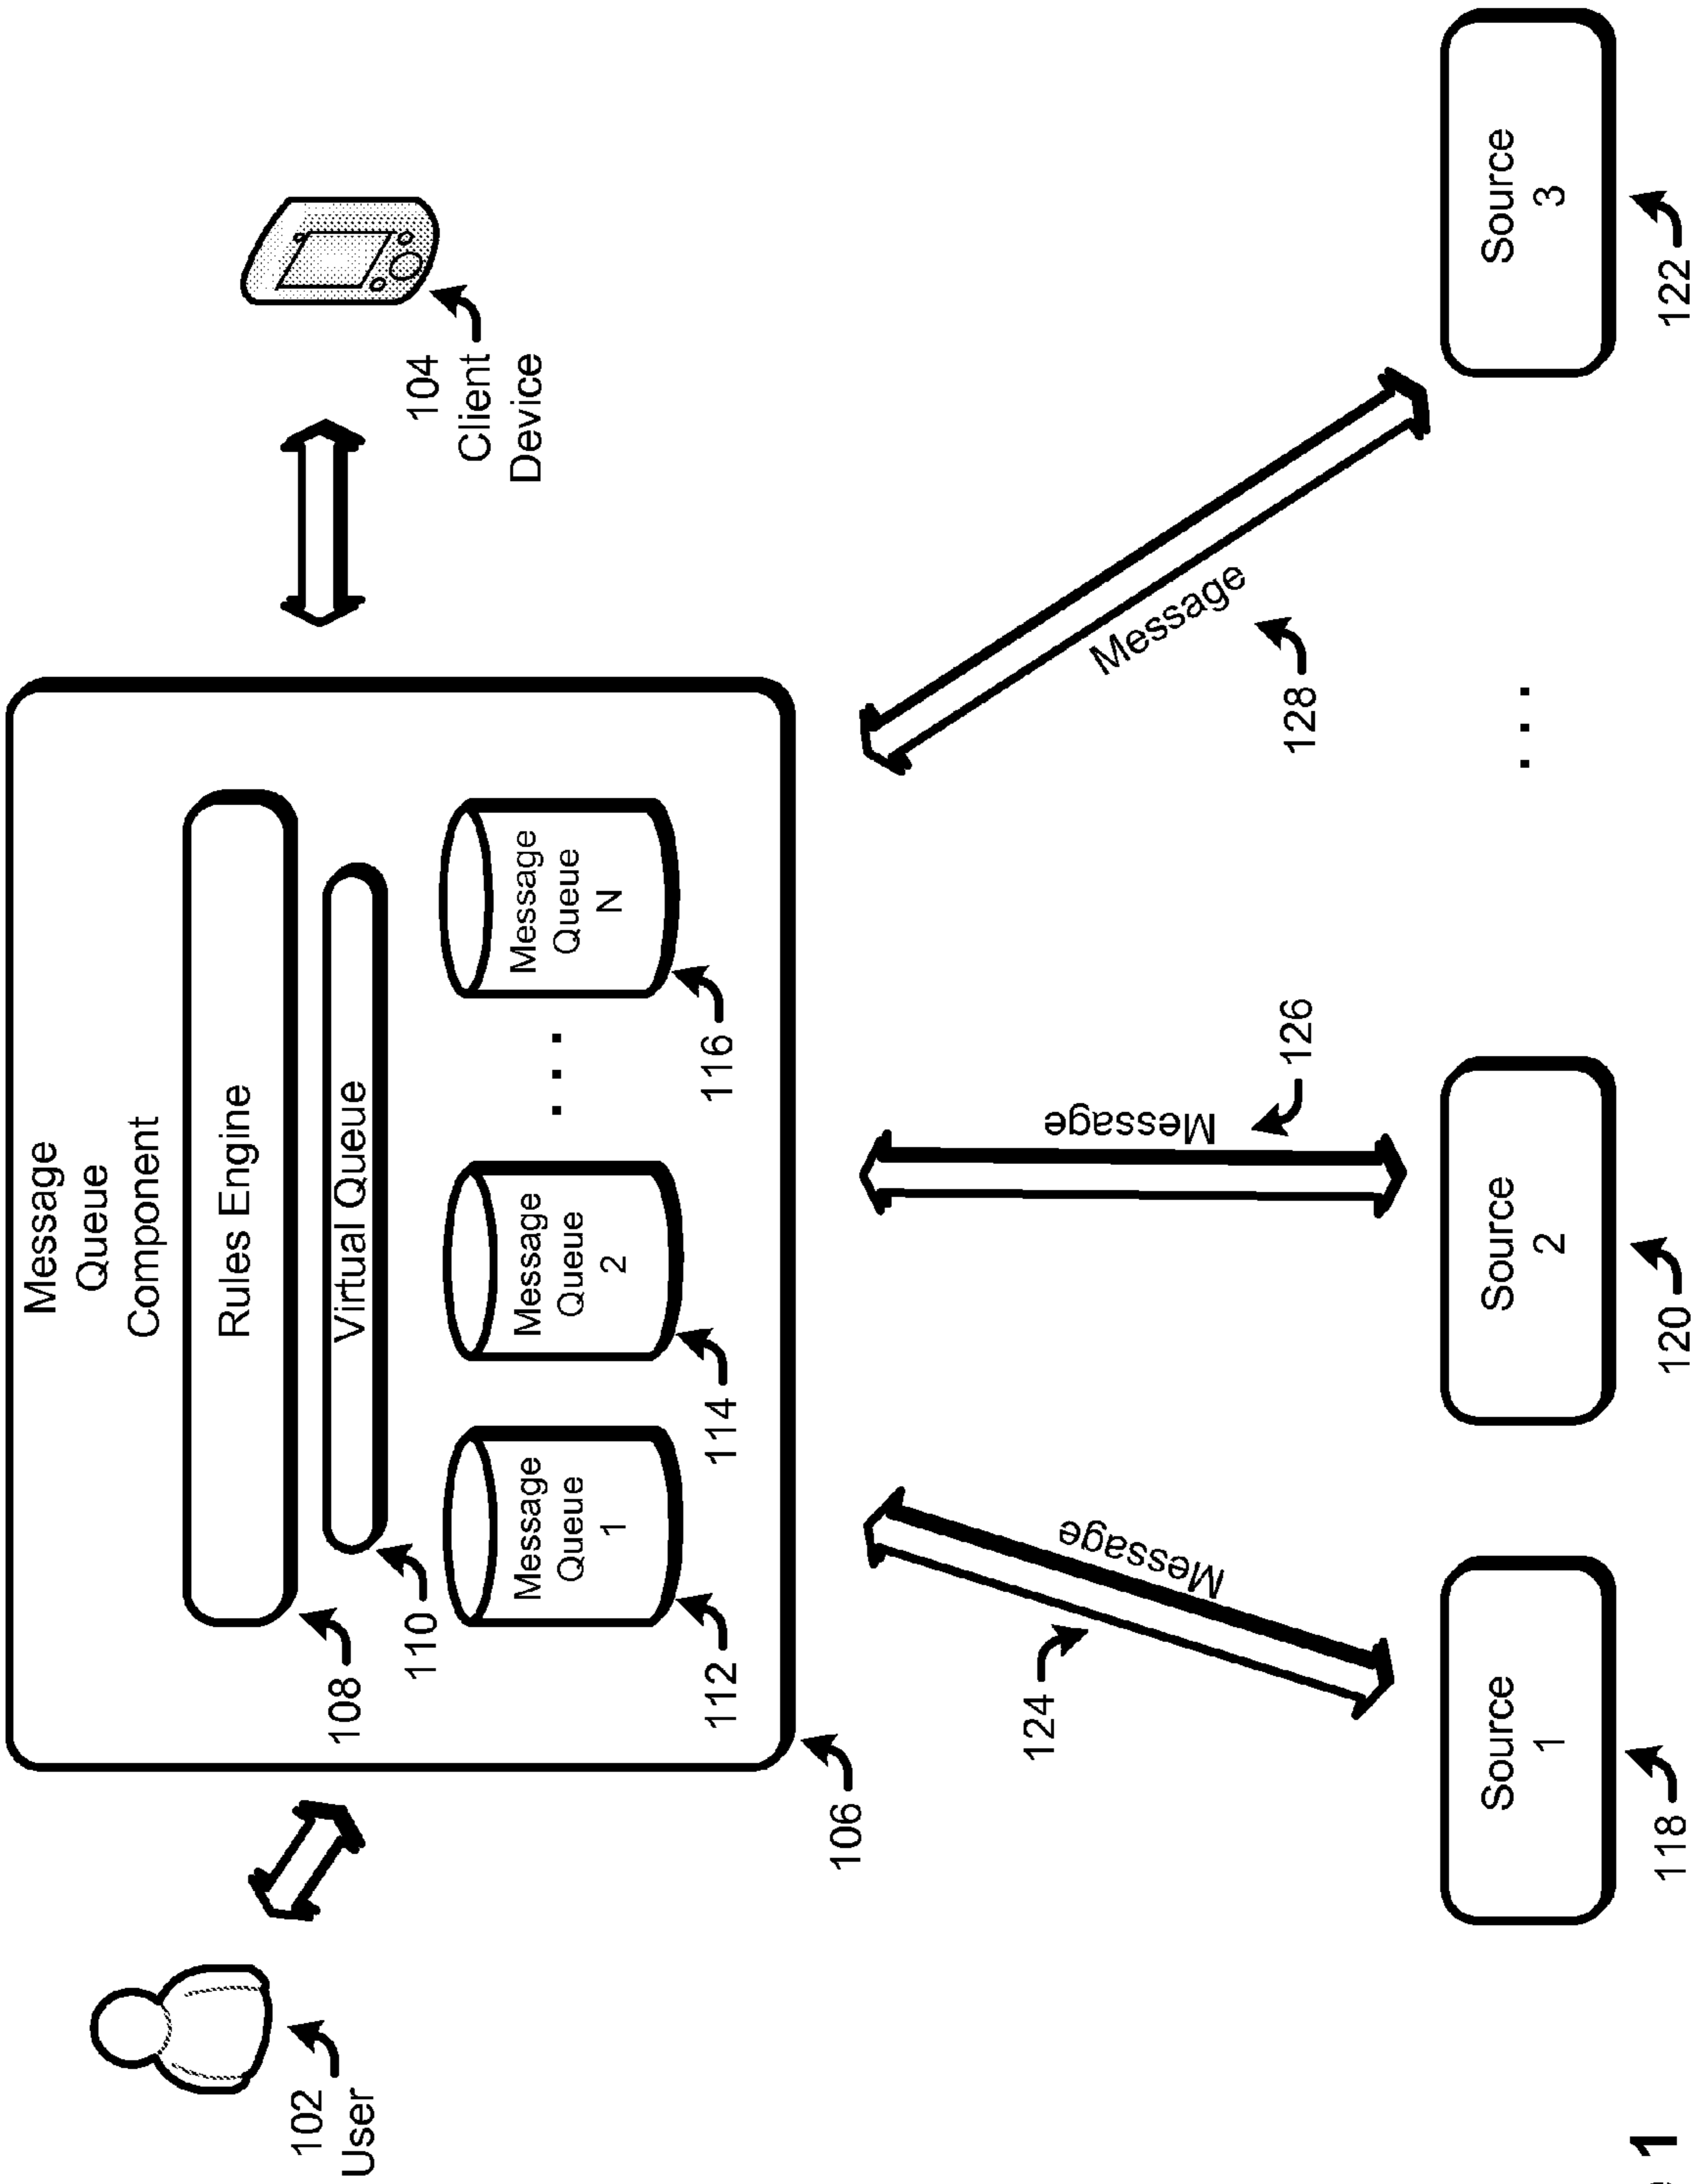 Message
Queue
Component
Rules Engine
Virtual Queue
108
110
Message
Queue
1
Message
Queue
2
. . .
Message
Queue
N
112
114
116
106
102
User
104
Client
Device
124
Message
Message
126
Message
128
Source
1
Source
2
. . .
Source
3
118
120
122
1